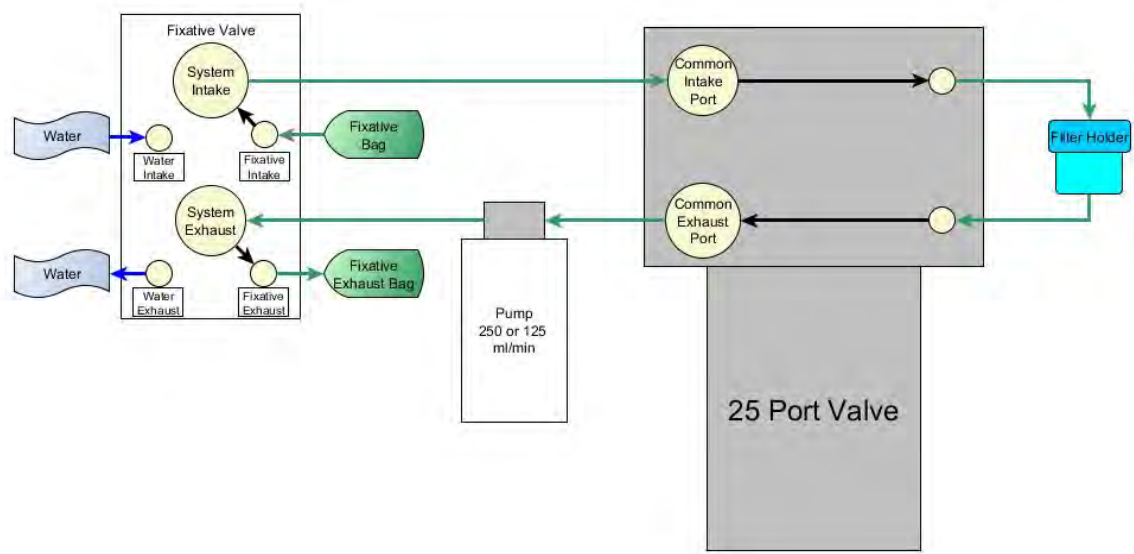 Fixative Valve
System
Intake
Common
Intake
Port
Water
Fixative
Bag
Filter Holder
Water
Intake
Fixative
Intake
System
Exhaust
Common
Exhaust
Port
Water
Fixative
Exhaust Bag
Water
Exhaust
Fixative
Exhaust
Pump
250 or 125
ml/min
25 Port Valve